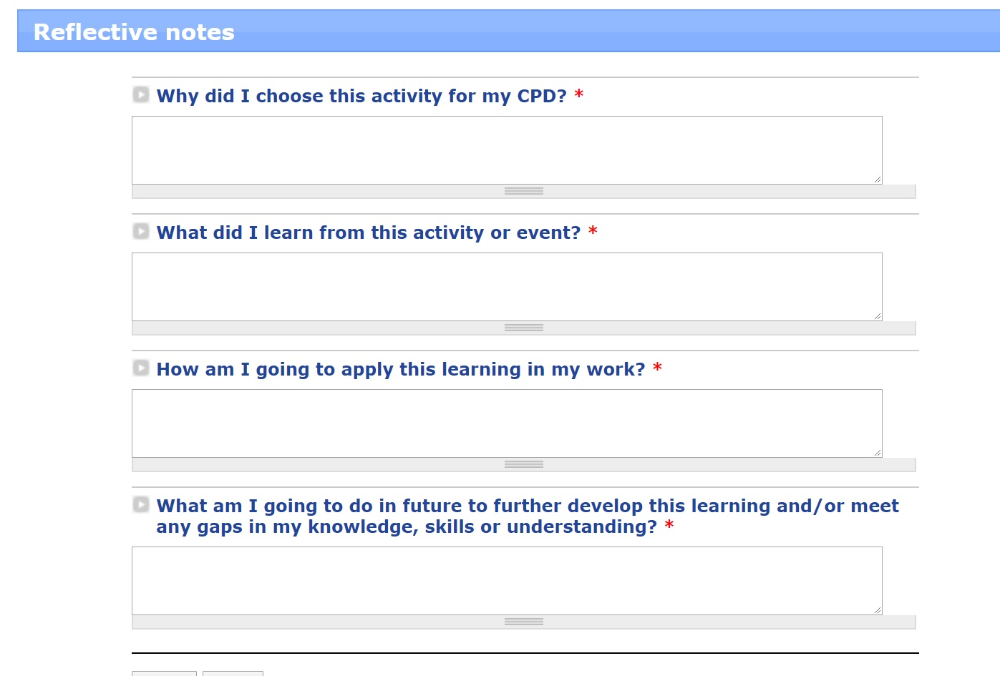 Reflective notes
Why did I choose this activity for my CPD? *
What did I learn from this activity or event? *
How am I going to apply this learning in my work? *
What am I going to do in future to further develop this learning and/or meet
any gaps in my knowledge, skills or understanding? *